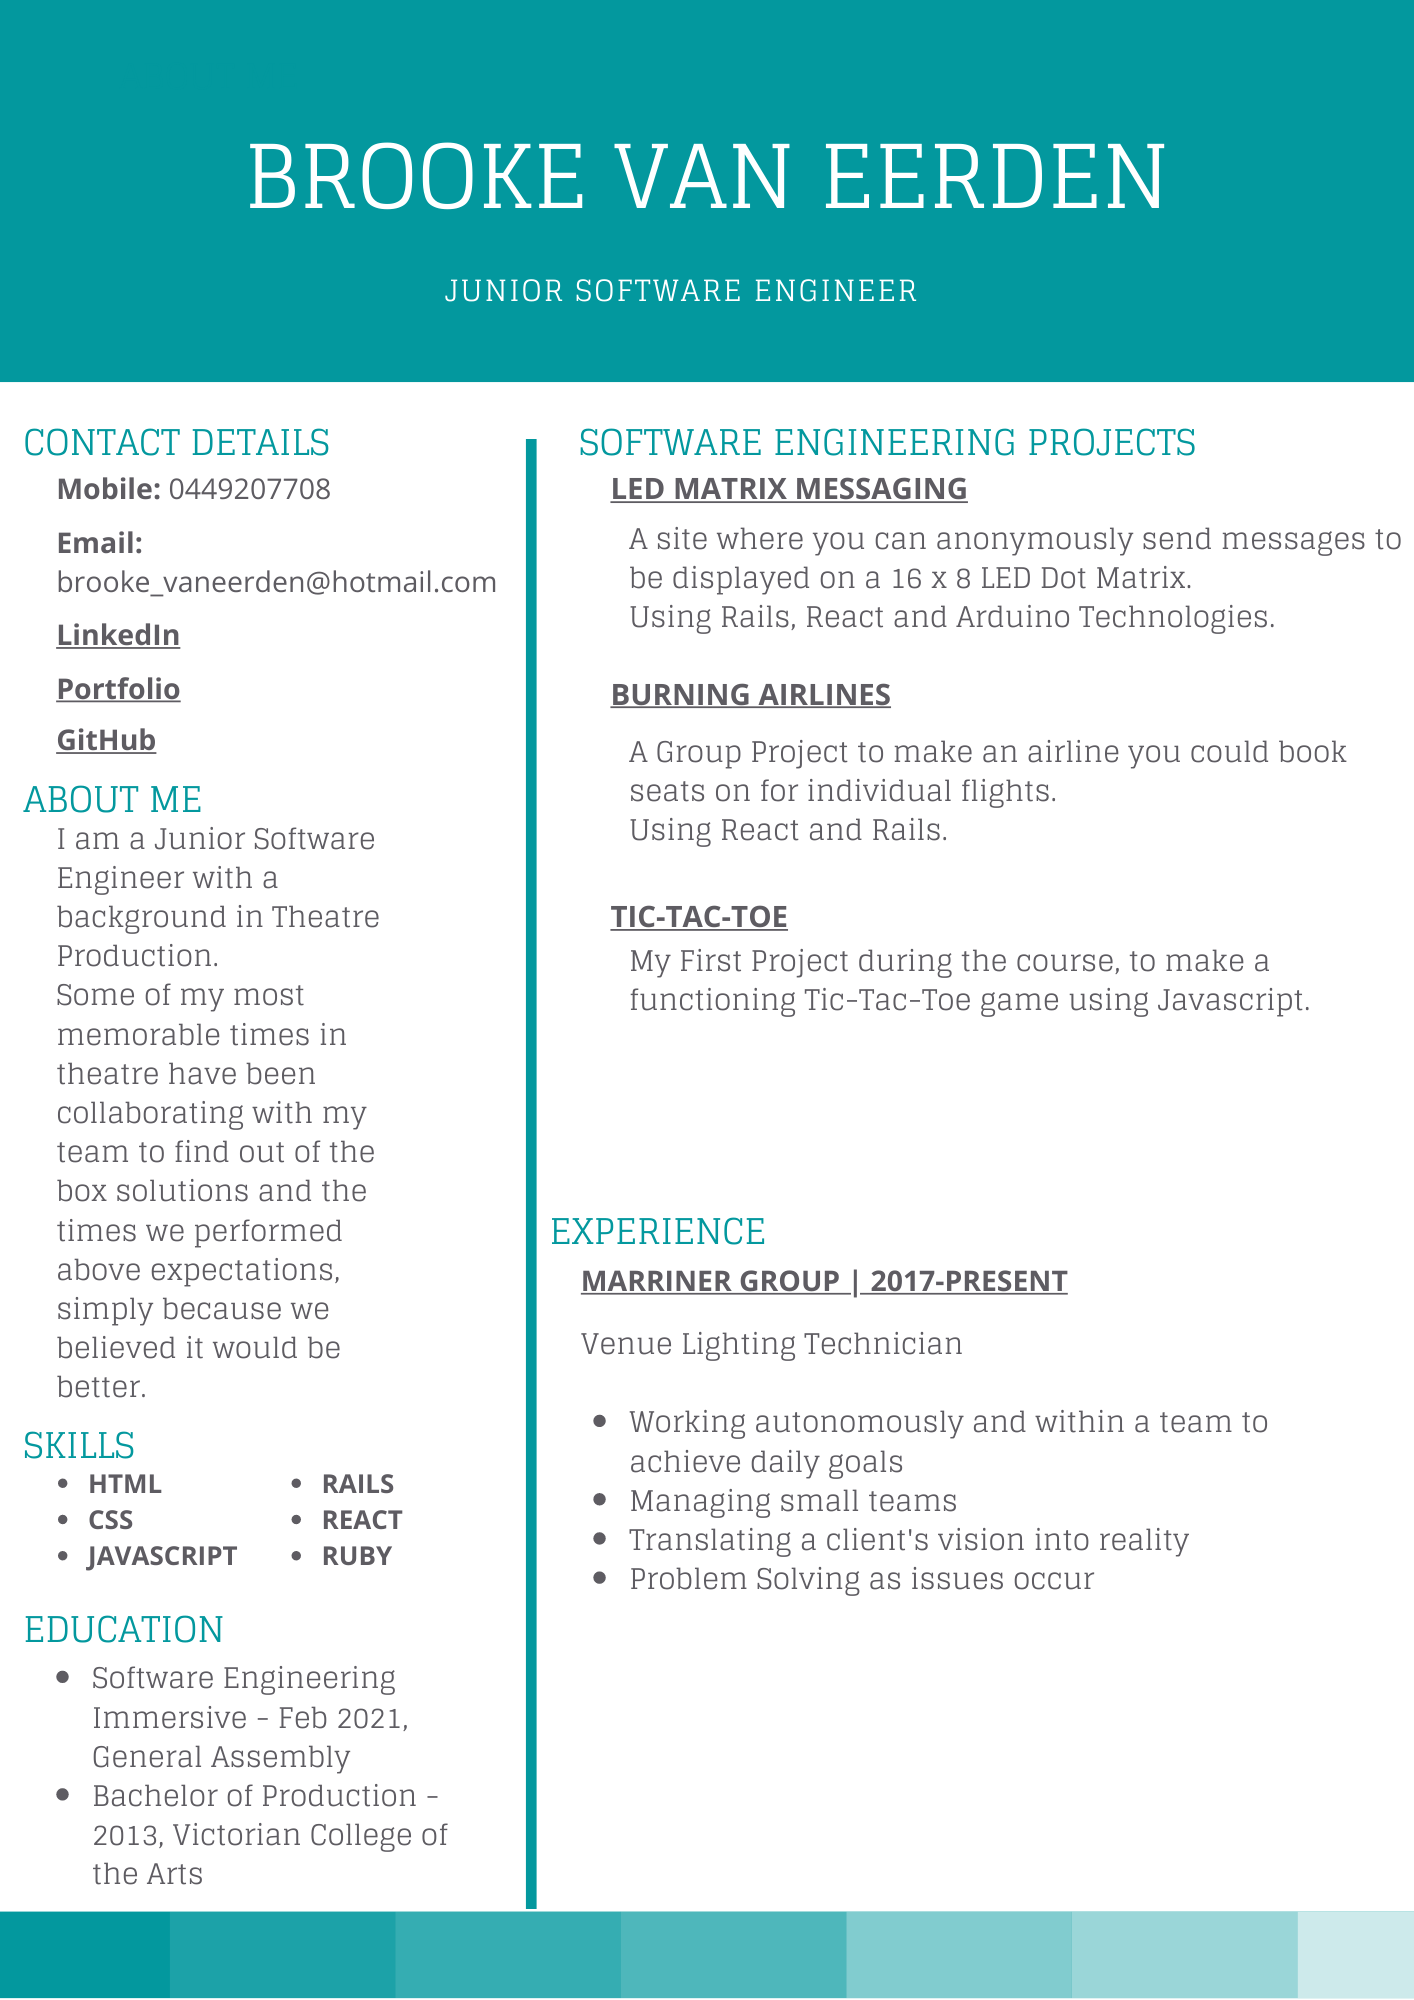 BROOKE VAN EERDEN
JUNIOR SOFTWARE ENGINEER
CONTACT DETAILS
Mobile: 0449207708
Email:
brooke_vaneerden@hotmail.com
LinkedIn
Portfolio
GitHub
ABOUT ME
I am a Junior Software
Engineer with a
background in Theatre
Production.
Some of my most
memorable times in
theatre have been
collaborating with my
team to find out of the
box solutions and the
times we performed
above expectations,
simply because we
believed it would be
better.
SKILLS
• HTML
• CSS
• JAVASCRIPT
• RAILS
• REACT
• RUBY
EDUCATION
• Software Engineering
Immersive - Feb 2021,
General Assembly
• Bachelor of Production -
2013, Victorian College of
the Arts
SOFTWARE ENGINEERING PROJECTS
LED MATRIX MESSAGING
A site where you can anonymously send messages to
be displayed on a 16 x 8 LED Dot Matrix.
Using Rails, React and Arduino Technologies.
BURNING AIRLINES
A Group Project to make an airline you could book
seats on for individual flights.
Using React and Rails.
TIC-TAC-TOE
My First Project during the course, to make a
functioning Tic-Tac-Toe game using Javascript.
EXPERIENCE
MARRINER GROUP | 2017-PRESENT
Venue Lighting Technician
• Working autonomously and within a team to
achieve daily goals
• Managing small teams
• Translating a client's vision into reality
• Problem Solving as issues occur